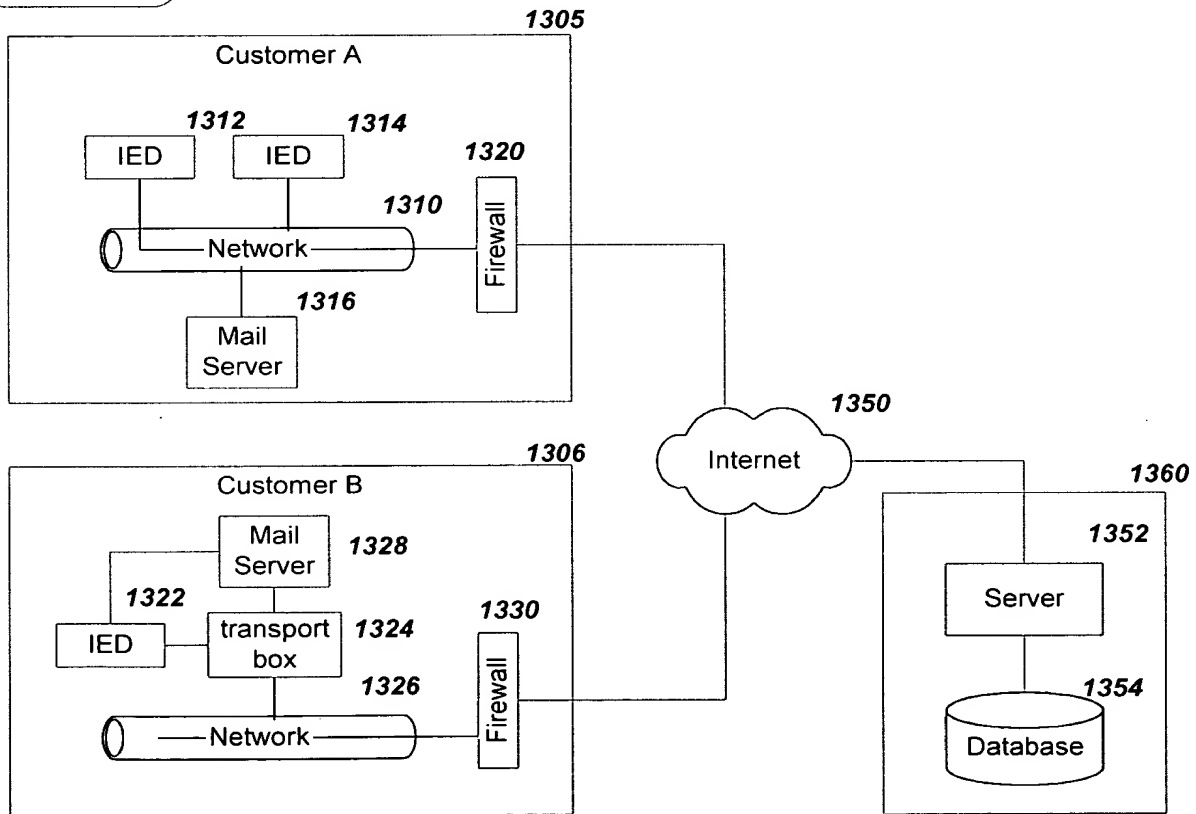 1305
Customer A
1312
1314
IED
IED
1320
1310
Network
Firewall
1316
Mail
Server
1350
Internet
1306
Customer B
Mail
Server
1328
1322
IED
transport
box
1324
1330
1326
Network
Firewall
1360
1352
Server
1354
Database